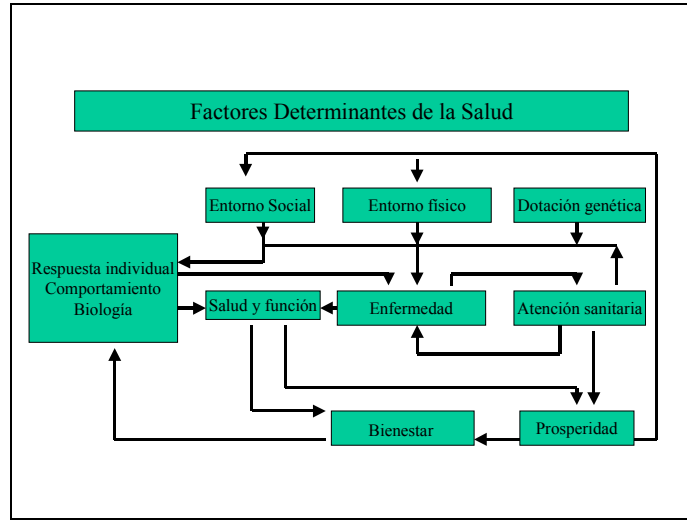 Factores Determinantes de la Salud
Entorno Social
Entorno físico
Dotación genética
Respuesta individual
Comportamiento
Biología
Salud y función
Enfermedad
Atención sanitaria
Bienestar
Prosperidad